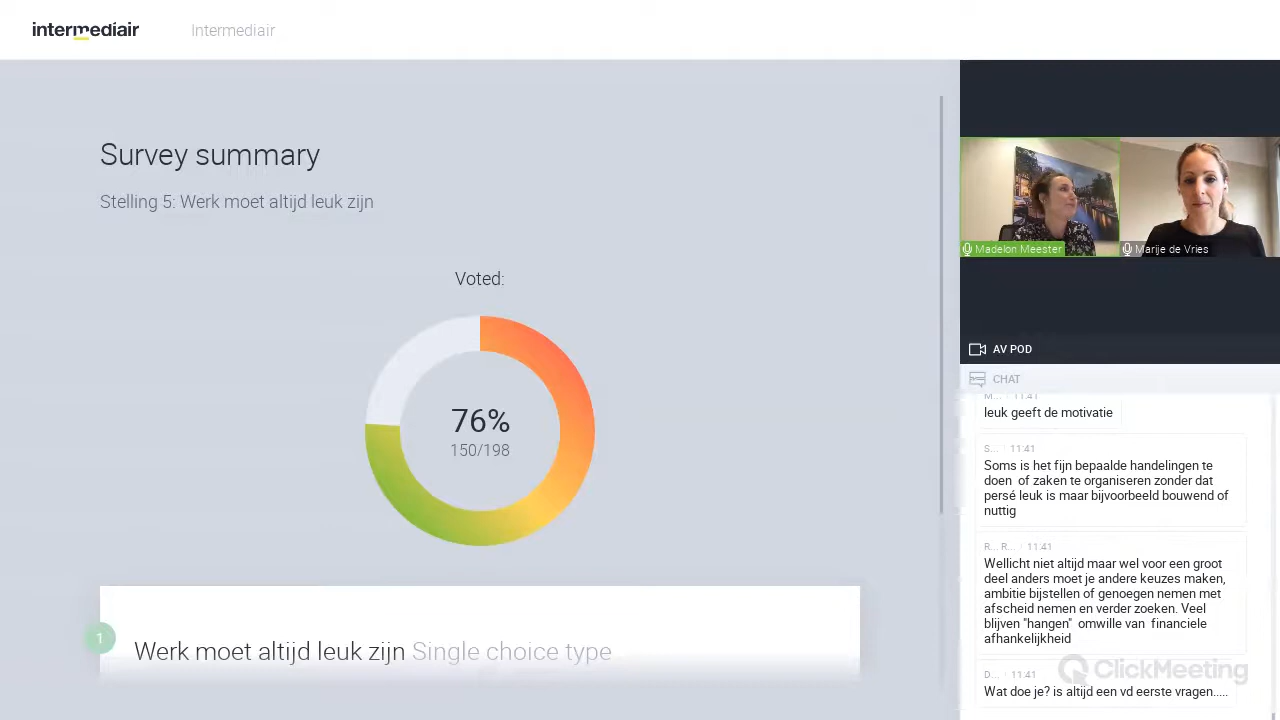 intermediair
Intermediair
Survey summary
Stelling 5: Werk moet altijd leuk zijn
Voted:
76%
150/198
1
Werk moet altijd leuk zijn Single choice type
Madelon Meester
Marije de Vries
AV POD
CHAT
M... 11:41
leuk geeft de motivatie
S... 11:41
Soms is het fijn bepaalde handelingen te
doen of zaken te organiseren zonder dat
persé leuk is maar bijvoorbeeld bouwend of
nuttig
R... R... 11:41
Wellicht niet altijd maar wel voor een groot
deel anders moet je andere keuzes maken,
ambitie bijstellen of genoegen nemen met
afscheid nemen en verder zoeken. Veel
blijven "hangen" omwille van financiele
afhankelijkheid
D... 11:41
Wat doe je? is altijd een vd eerste vragen.....
ClickMeeting